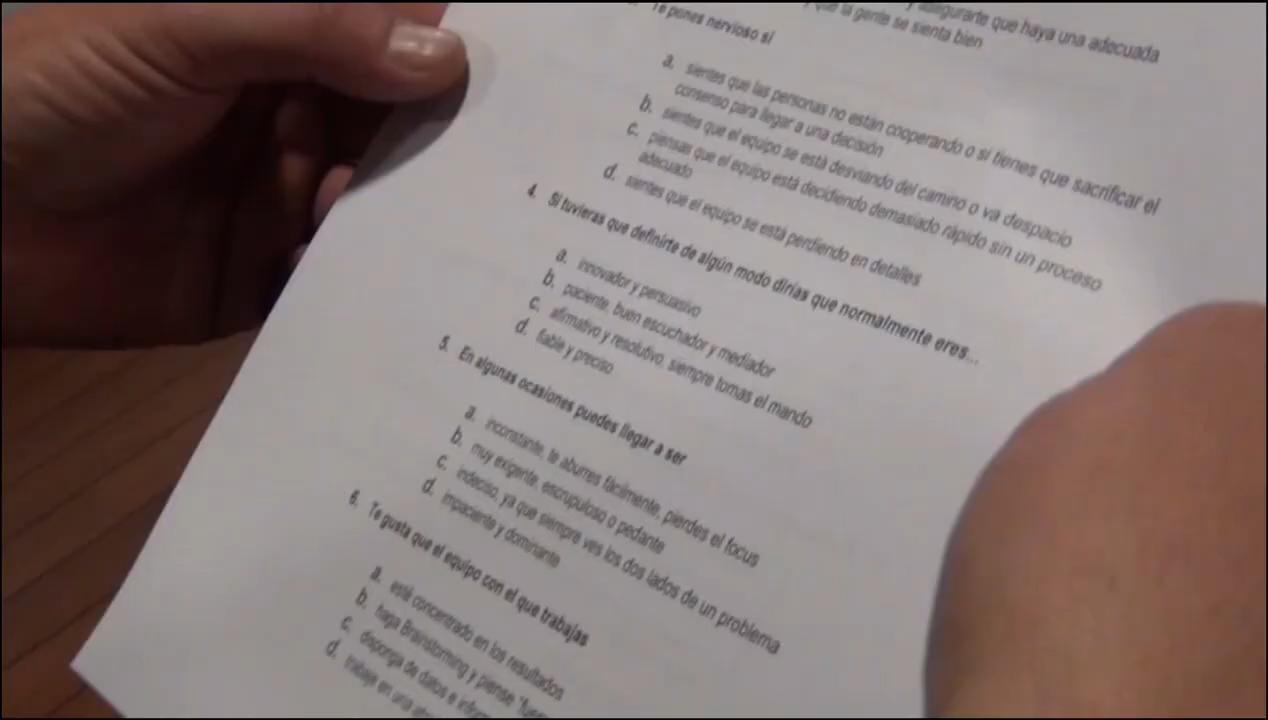 y asegurarte que haya una adecuada
y que la gente se sienta bien
Te pones nervioso si
a. sientes que las personas no están cooperando o si tienes que sacrificar el
consenso para llegar a una decisión
b. sientes que el equipo se está desviando del camino o va despacio
c. piensas que el equipo está decidiendo demasiado rápido sin un proceso
adecuado
d. sientes que el equipo se está perdiendo en detalles
4. Si tuvieras que definirte de algún modo dirías que normalmente eres...
a. innovador y persuasivo
b. paciente, buen escuchador y mediador
c. afirmativo y resolutivo, siempre tomas el mando
d. fiable y preciso
5. En algunas ocasiones puedes llegar a ser
a. inconstante, te aburres fácilmente, pierdes el focus
b. muy exigente, escrupuloso o pedante
c. indeciso, ya que siempre ves los dos lados de un problema
d. impaciente y dominante
6. Te gusta que el equipo con el que trabajas
a. esté concentrado en los resultados
b. haga Brainstorming y piense
c. disponga de datos e
d. trabaje en una